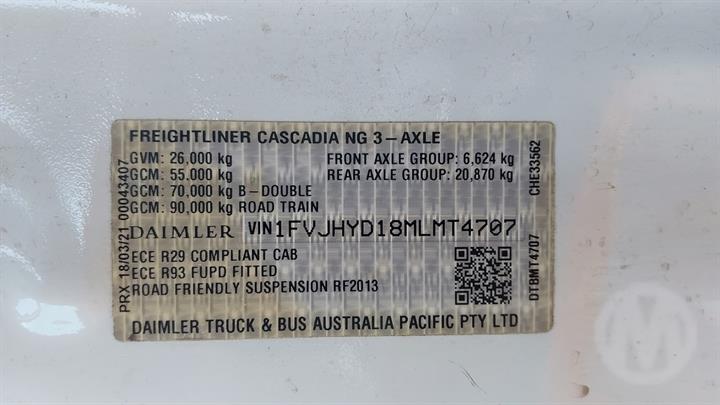 FREIGHTLINER CASCADIA NG 3-AXLE
GVM: 26,000 kg FRONT AXLE GROUP: 6,624 kg
GCM: 55,000 kg REAR AXLE GROUP: 20,870 kg
GCM: 70,000 kg B-DOUBLE
GCM: 90,000 kg ROAD TRAIN
DAIMLER VIN1FVJHYD18MLMT4707
ECE R29 COMPLIANT CAB
ECE R93 FUPD FITTED
ROAD FRIENDLY SUSPENSION RF2013
DAIMLER TRUCK & BUS AUSTRALIA PACIFIC PTY LTD
PRX 18/03/21 00043407
CHE33562
DTBMT4707
M